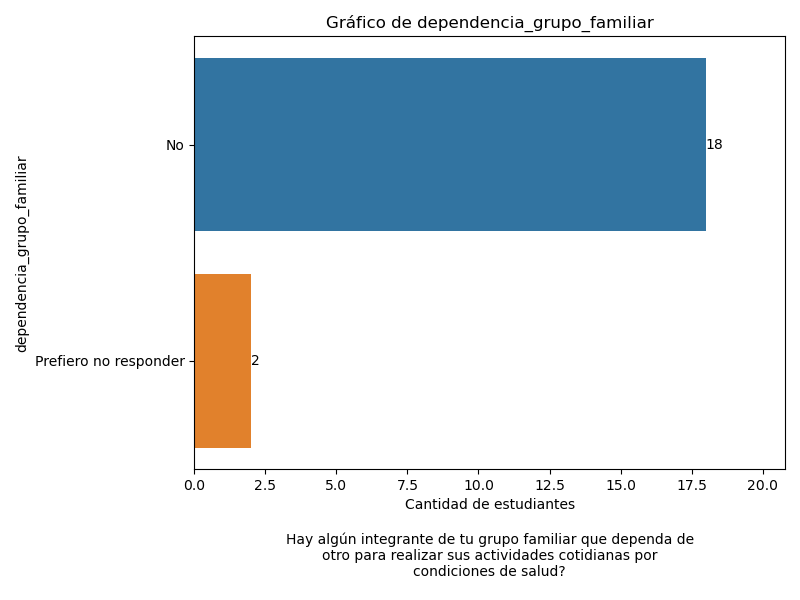 Gráfico de dependencia_grupo_familiar
dependencia_grupo_familiar
No
18
Prefiero no responder
2
0.0 2.5 5.0 7.5 10.0 12.5 15.0 17.5 20.0
Cantidad de estudiantes
Hay algún integrante de tu grupo familiar que dependa de
otro para realizar sus actividades cotidianas por
condiciones de salud?